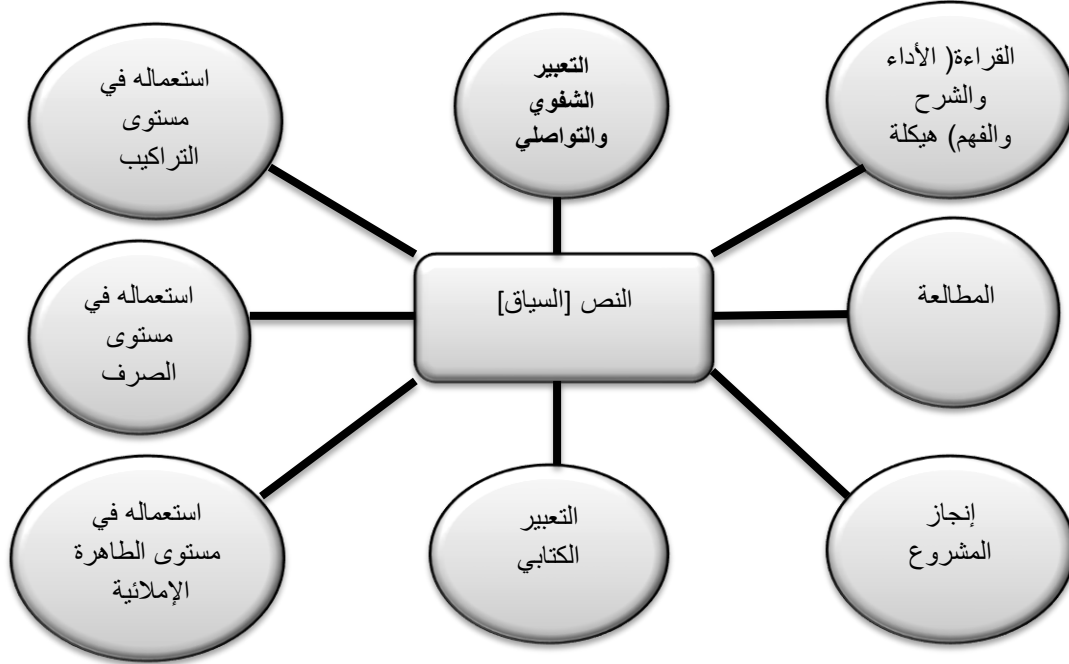 القراءة( الأداء
والشرح
والفهم) هيكلة
التعبير
الشفوي
والتواصلي
استعماله في
مستوى
التراكيب
المطالعة
النص [السياق]
استعماله في
مستوى
الصرف
إنجاز
المشروع
التعبير
الكتابي
استعماله في
مستوى الطاهرة
الإملائية